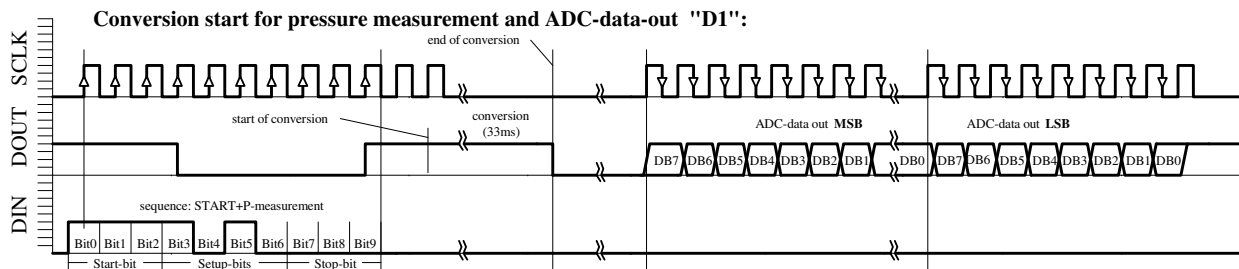 Conversion start for pressure measurement and ADC-data-out "D1":
end of conversion
SCLK
start of conversion
conversion
(33ms)
ADC-data out MSB
ADC-data out LSB
DOUT
DB7 DB6 DB5 DB4 DB3 DB2 DB1 DB0 DB7 DB6 DB5 DB4 DB3 DB2 DB1 DB0
sequence: START+P-measurement
DIN
Bit0 Bit1 Bit2 Bit3 Bit4 Bit5 Bit6 Bit7 Bit8 Bit9
Start-bit Setup-bits Stop-bit